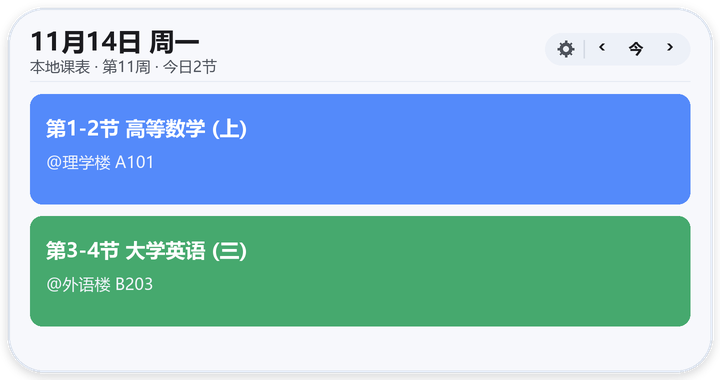 11月14日 周一
本地课表 · 第11周 · 今日2节
今
第1-2节 高等数学 (上)
@理学楼 A101
第3-4节 大学英语 (三)
@外语楼 B203